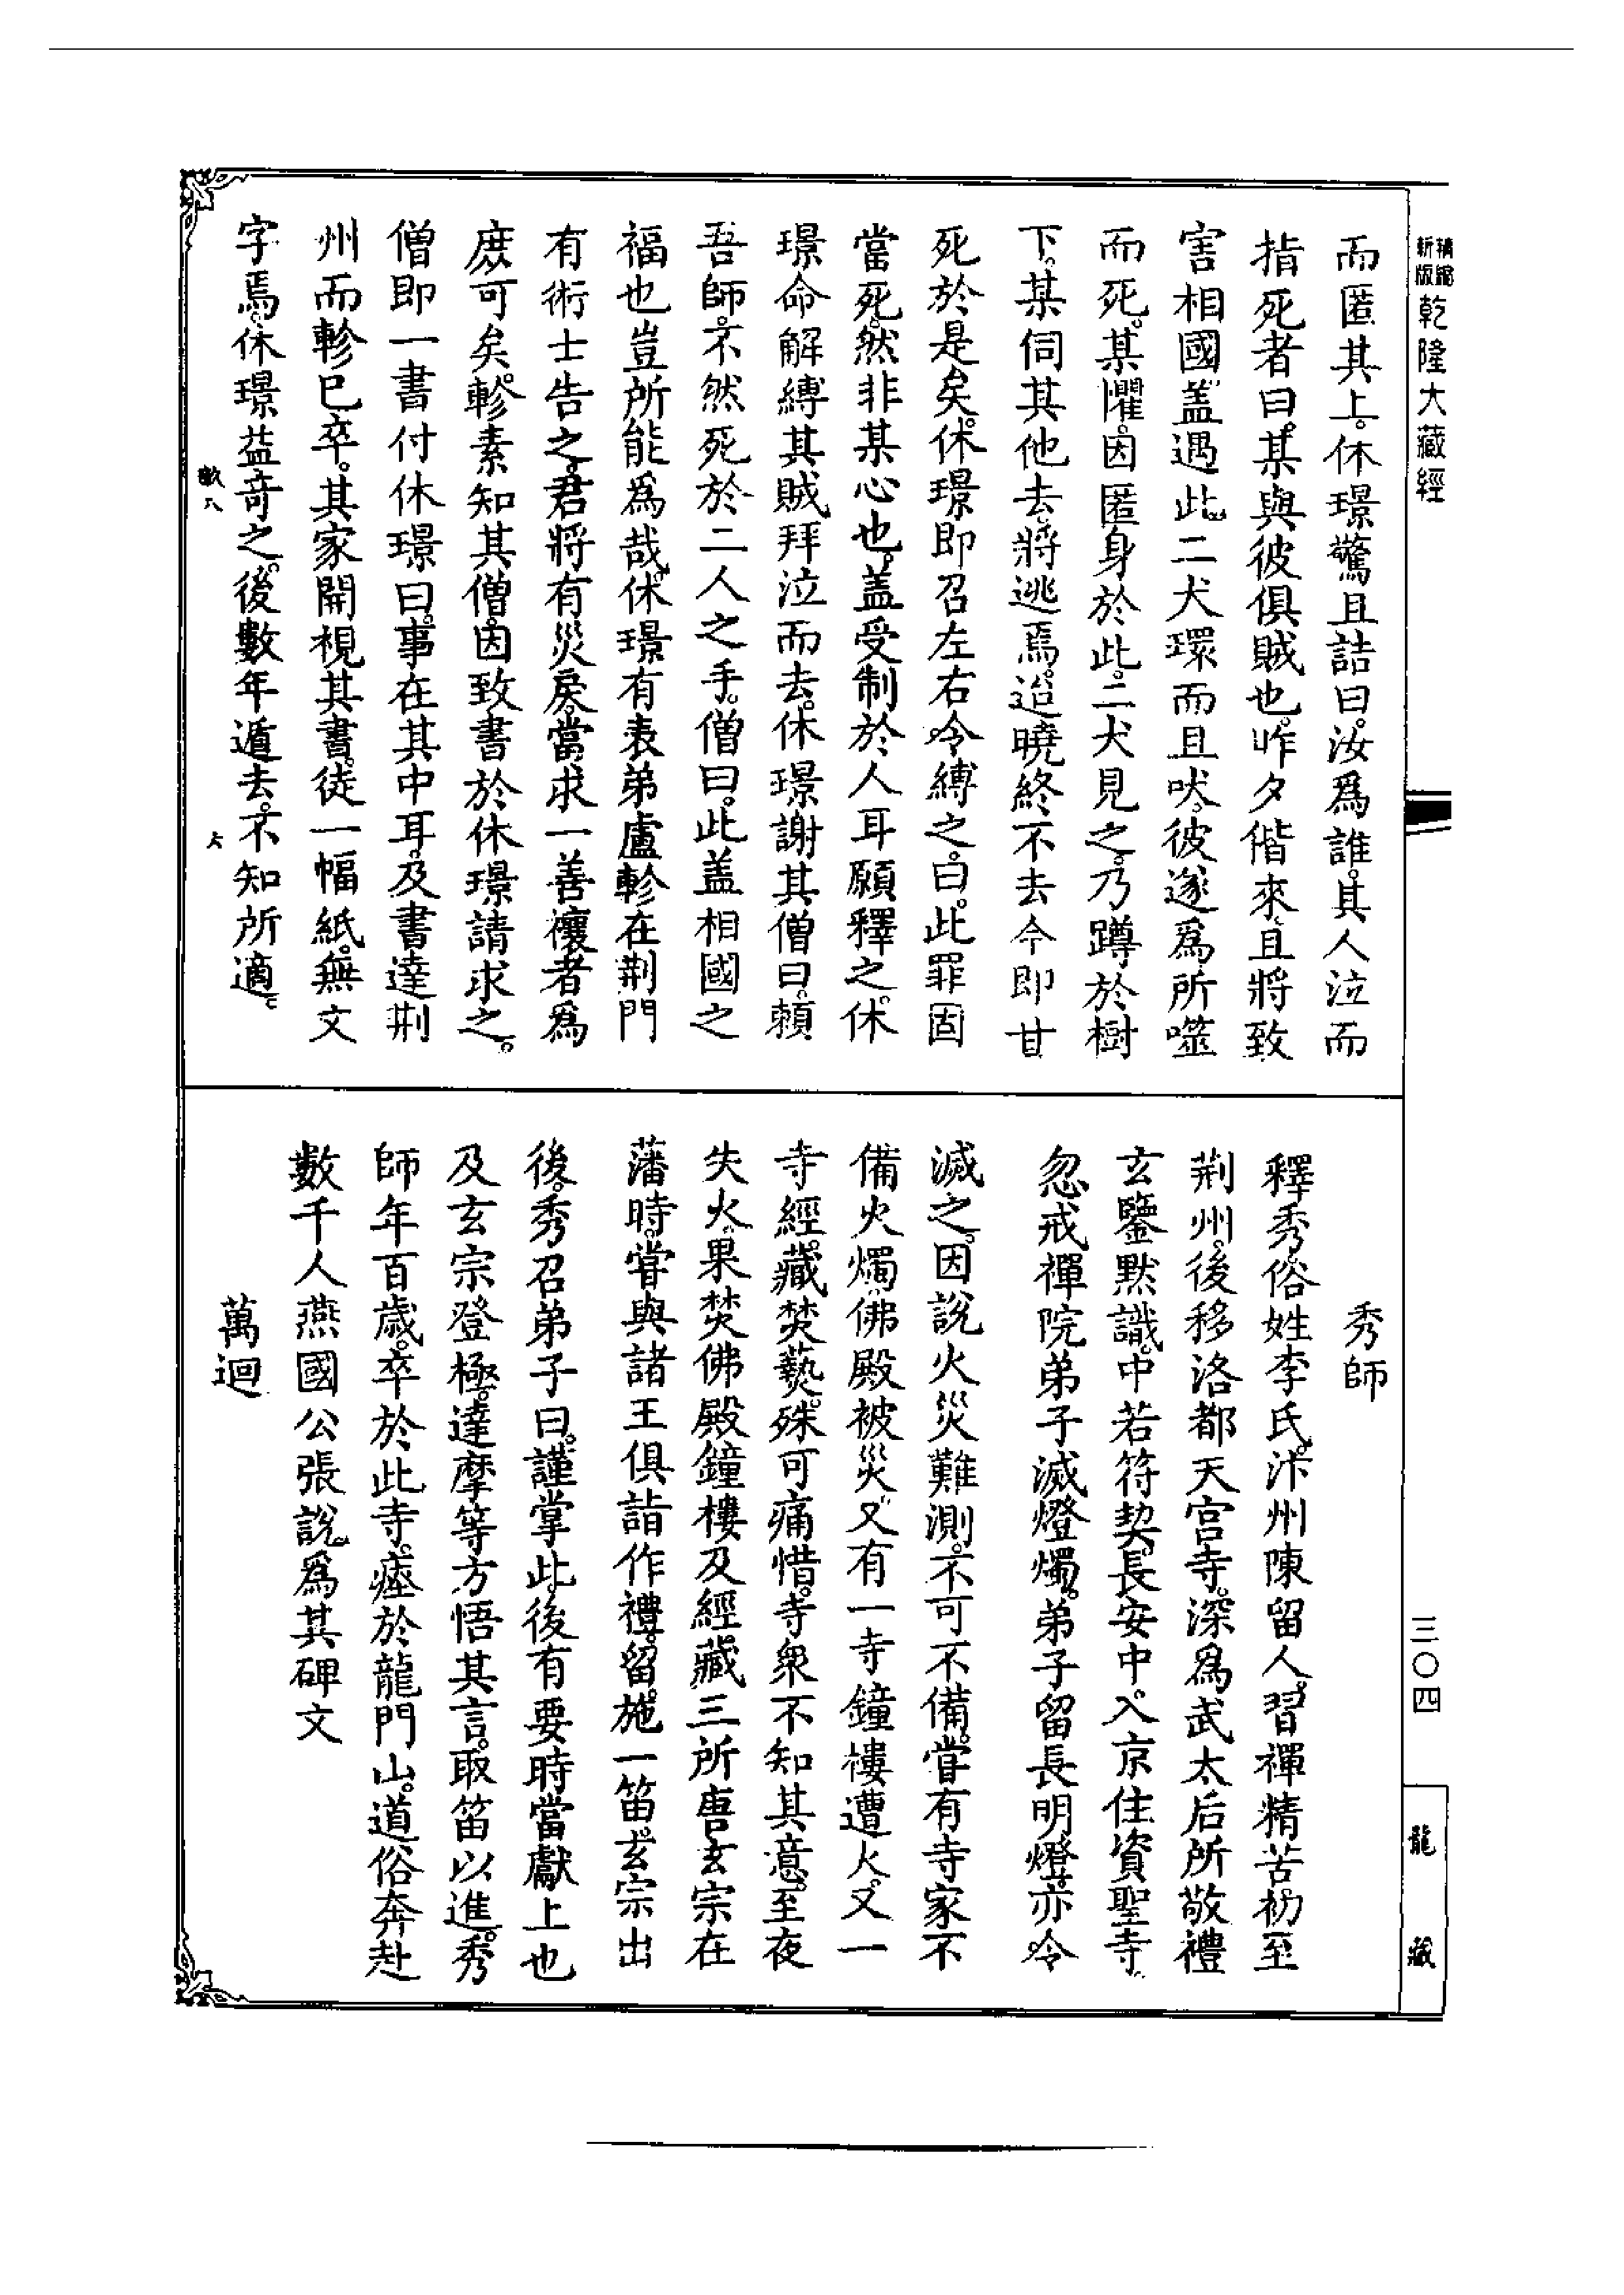 精縮新版乾隆大藏經
而匿其上。休璟驚且詰曰。汝爲誰。其人泣而
指死者曰。某與彼俱賊也。昨夕偕來。且將致
害相國。盖遇此二犬環而且吠。彼遂爲所噬
而死。某懼。因匿身於此。二犬見之。乃蹲於樹
下。某伺其他去。將逃焉。迨曉終不去今即甘
死於是矣。休璟即召左右。令縛之。曰。此罪固
當死。然非某心也。盖受制於人耳願釋之。休
璟命解縛其賊拜泣而去。休璟謝其僧曰。賴
吾師。不然死於二人之手。僧曰。此盖相國之
福也豈所能爲哉。休璟有表弟盧軫在荆門
有術士告之。君將有災戾。當求一善禳者爲
庶可矣。軫素知其僧。因致書於休璟請求之。
僧即一書付休璟曰。事在其中耳。及書達荆
州而軫巳卒。其家開視其書。徒一幅紙。無文
字焉。休璟益竒之。後數年遁去。不知所適。
畝八
六
三〇四
龍藏
秀師
釋秀。俗姓李氏。汴州陳留人。習禪精苦。初至
荆州。後移洛都天宫寺。深爲武太后所敬禮
玄鑒默識。中若符契。長安中。入京住資聖寺。
忽戒禪院弟子滅燈燭。弟子留長明燈。亦令
滅之。因説火災難測。不可不備。甞有寺家不
備火燭。佛殿被災。又有一寺鐘樓遭火。又一
寺經藏焚爇。殊可痛惜。寺衆不知其意。至夜
失火。果焚佛殿鐘樓及經藏三所唐玄宗在
藩時。甞與諸王俱詣作禮。留施一笛。玄宗出
後。秀召弟子曰。謹掌此。後有要時當獻上也
及玄宗登極。達摩等方悟其言。取笛以進。秀
師年百歳。卒於此寺。瘞於龍門山。道俗奔赴
數千人燕國公張説爲其碑文
萬迴